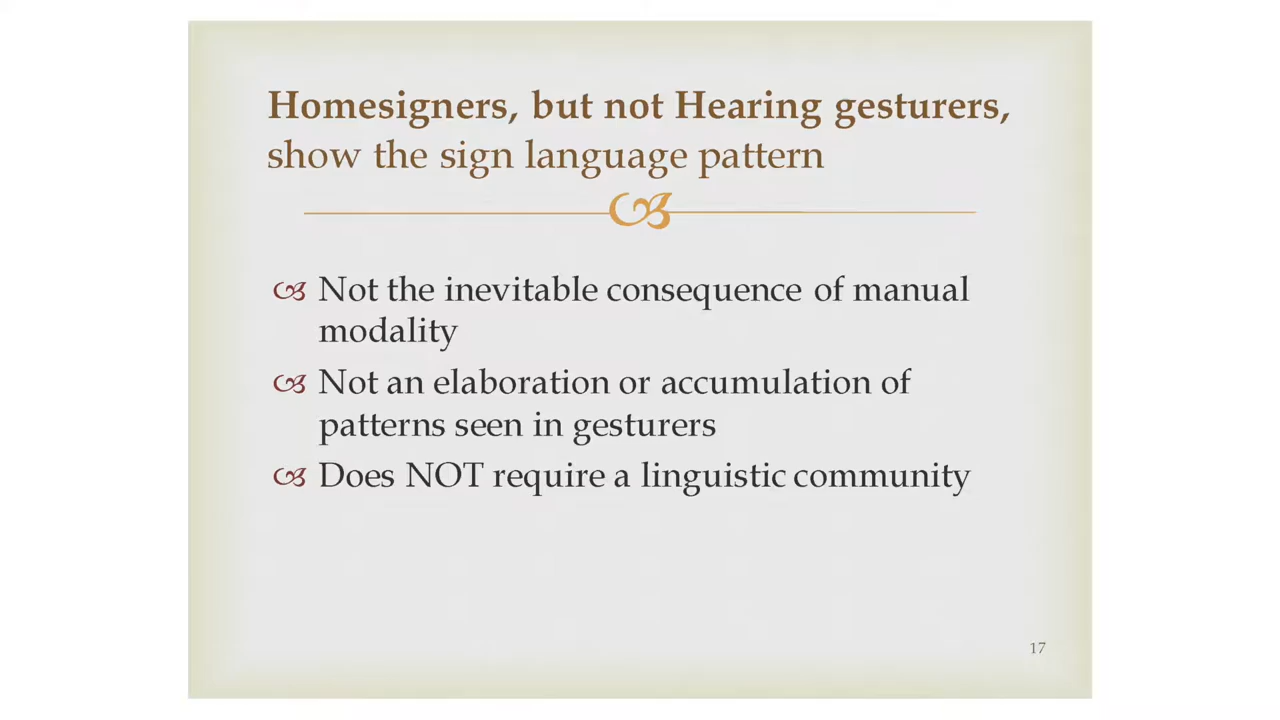 Homesigners, but not Hearing gesturers,
show the sign language pattern
Not the inevitable consequence of manual
modality
Not an elaboration or accumulation of
patterns seen in gesturers
Does NOT require a linguistic community
17